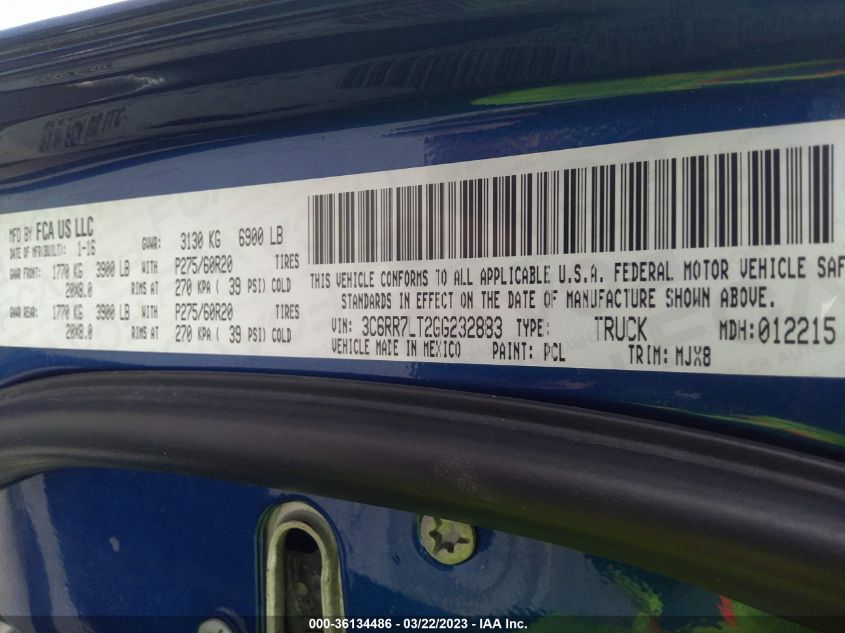 MFD BY FCA US LLC
DATE OF MFR(BUILT): 1-16 GVWR: 3130 KG 6900 LB
GAWR FRONT: 1770 KG 3900 LB WITH P275/60R20 TIRES
20X8.0 RIMS AT 270 KPA ( 39 PSI) COLD
GAWR REAR: 1770 KG 3900 LB WITH P275/60R20 TIRES
20X8.0 RIMS AT 270 KPA ( 39 PSI) COLD
THIS VEHICLE CONFORMS TO ALL APPLICABLE U.S.A. FEDERAL MOTOR VEHICLE SAF
STANDARDS IN EFFECT ON THE DATE OF MANUFACTURE SHOWN ABOVE.
VIN: 3C6RR7LT2GG232883 TYPE: TRUCK MDH:012215
VEHICLE MADE IN MEXICO PAINT: PCL TRIM: MJX8
000-36134486 - 03/22/2023 - IAA Inc.